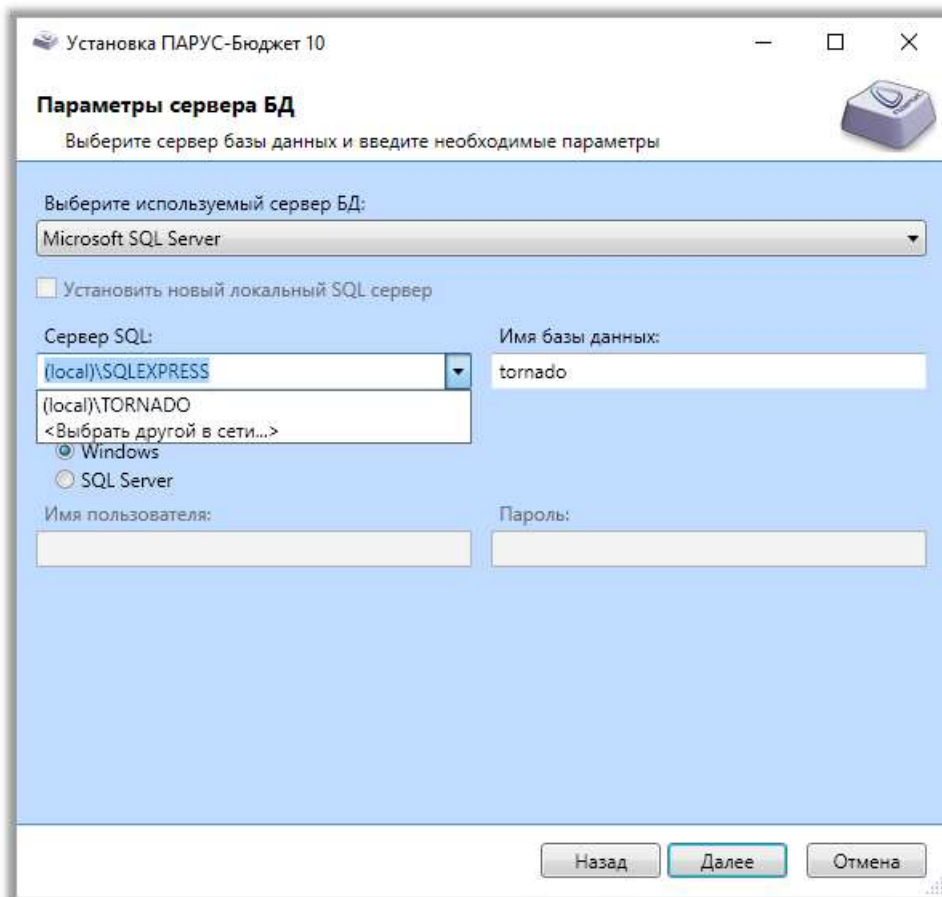 Установка ПАРУС-Бюджет 10
Параметры сервера БД
Выберите сервер базы данных и введите необходимые параметры
Выберите используемый сервер БД:
Microsoft SQL Server
Установить новый локальный SQL сервер
Сервер SQL:
Имя базы данных:
(local)\SQLEXPRESS
tornado
(local)\TORNADO
<Выбрать другой в сети...>
Windows
SQL Server
Имя пользователя:
Пароль:
Назад
Далее
Отмена